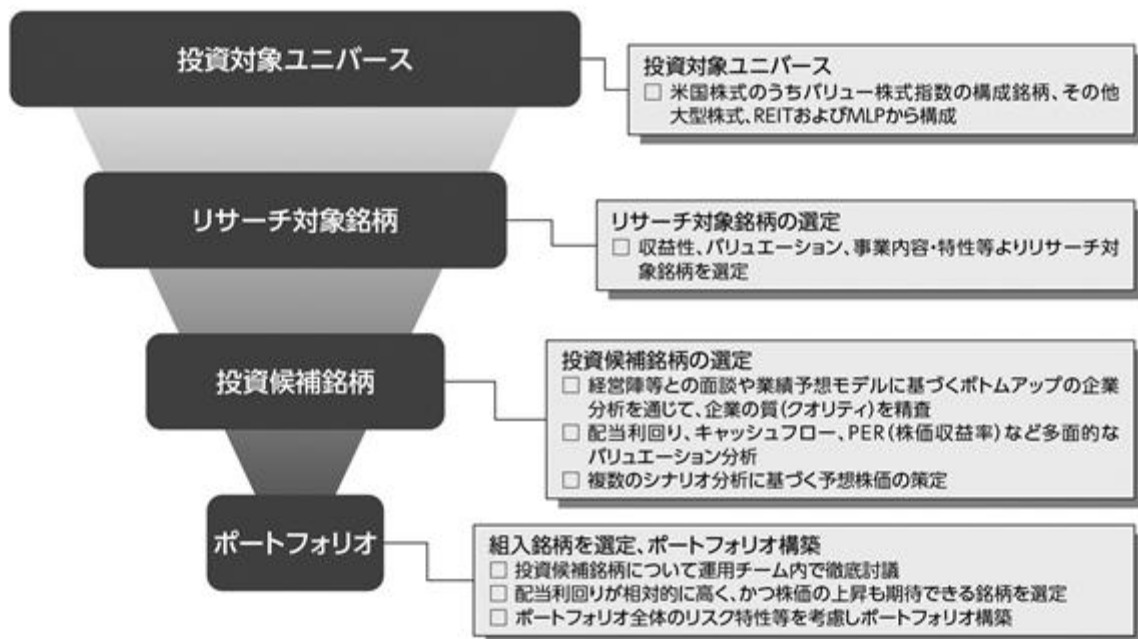 投資対象ユニバース
投資対象ユニバース
□ 米国株式のうちバリュー株式指数の構成銘柄、その他
大型株式、REITおよびMLPから構成
リサーチ対象銘柄
リサーチ対象銘柄の選定
□ 収益性、バリュエーション、事業内容・特性等よりリサーチ対
象銘柄を選定
投資候補銘柄
投資候補銘柄の選定
□ 経営陣等との面談や業績予想モデルに基づくボトムアップの企業
分析を通じて、企業の質(クオリティ)を精査
□ 配当利回り、キャッシュフロー、PER(株価収益率)など多面的な
バリュエーション分析
□ 複数のシナリオ分析に基づく予想株価の策定
ポートフォリオ
組入銘柄を選定、ポートフォリオ構築
□ 投資候補銘柄について運用チーム内で徹底討議
□ 配当利回りが相対的に高く、かつ株価の上昇も期待できる銘柄を選定
□ ポートフォリオ全体のリスク特性等を考慮しポートフォリオ構築